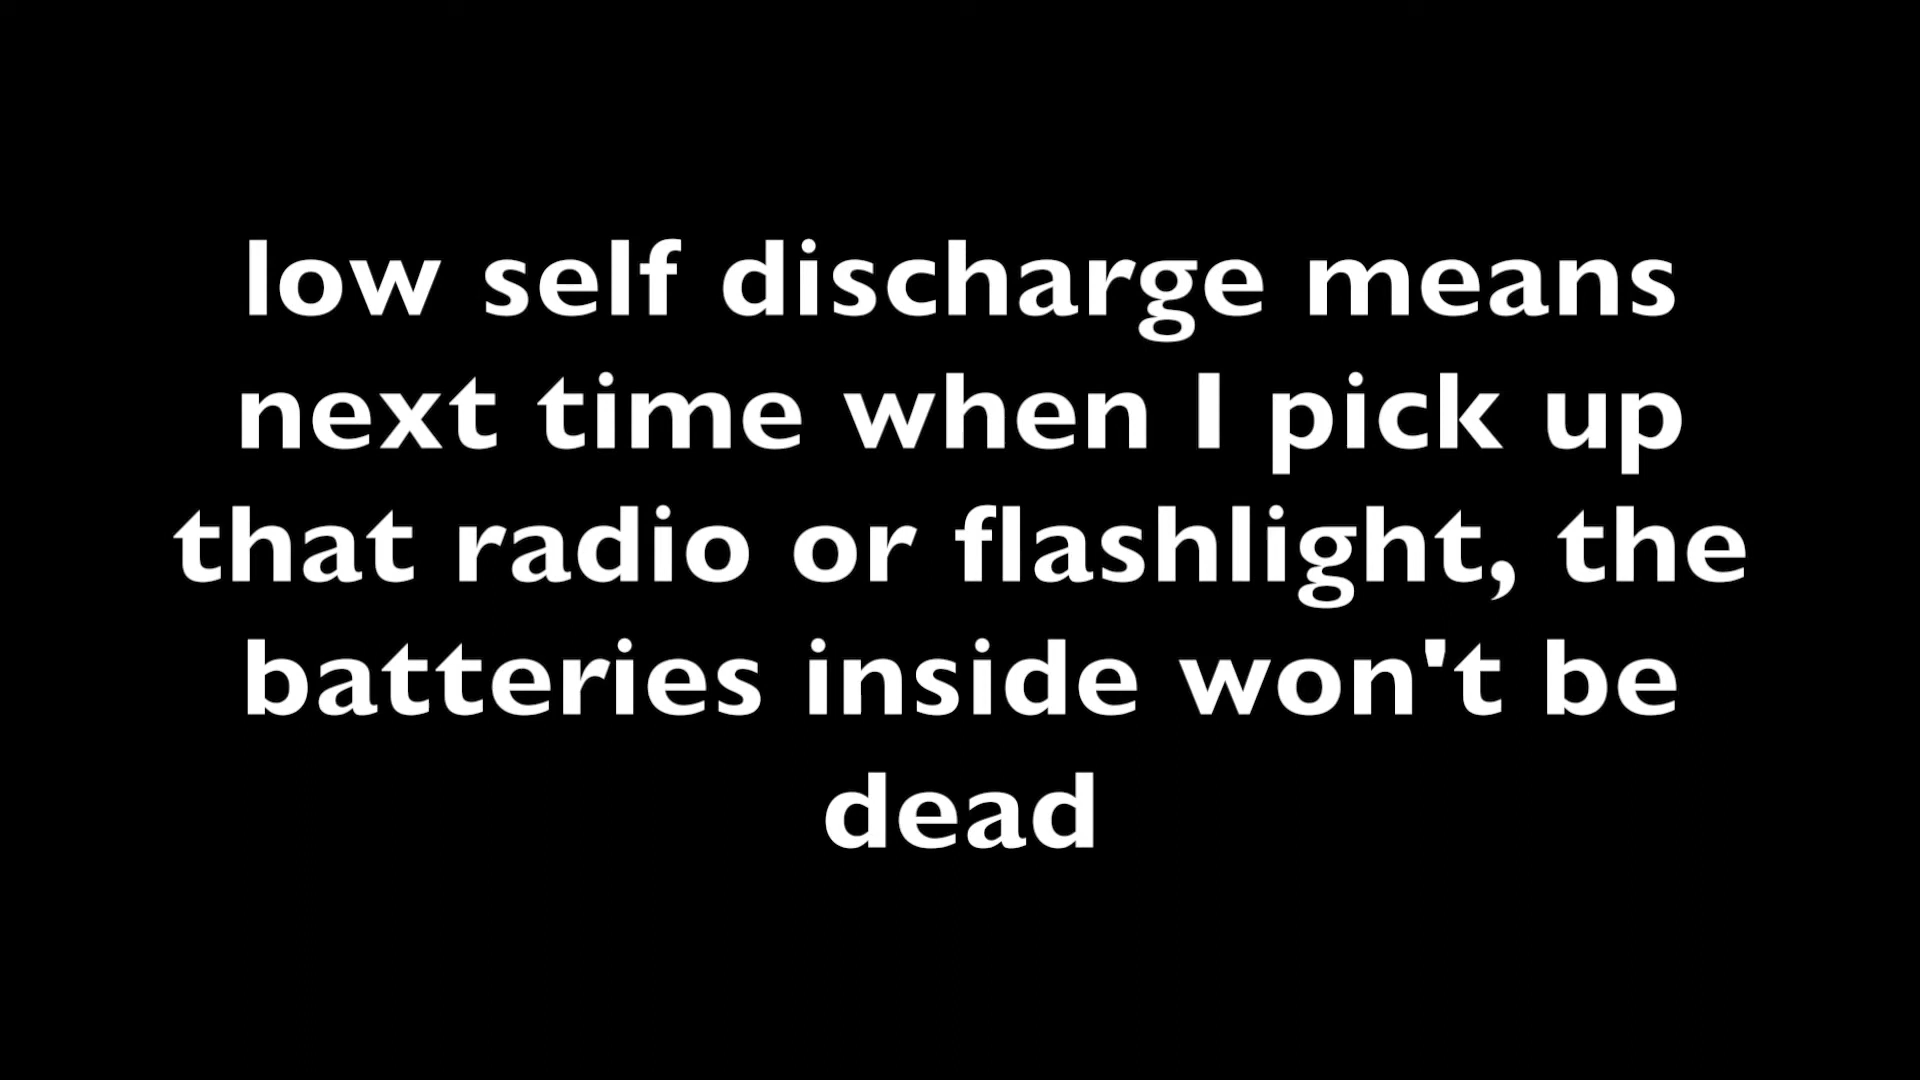 low self discharge means
next time when I pick up
that radio or flashlight, the
batteries inside won't be
dead